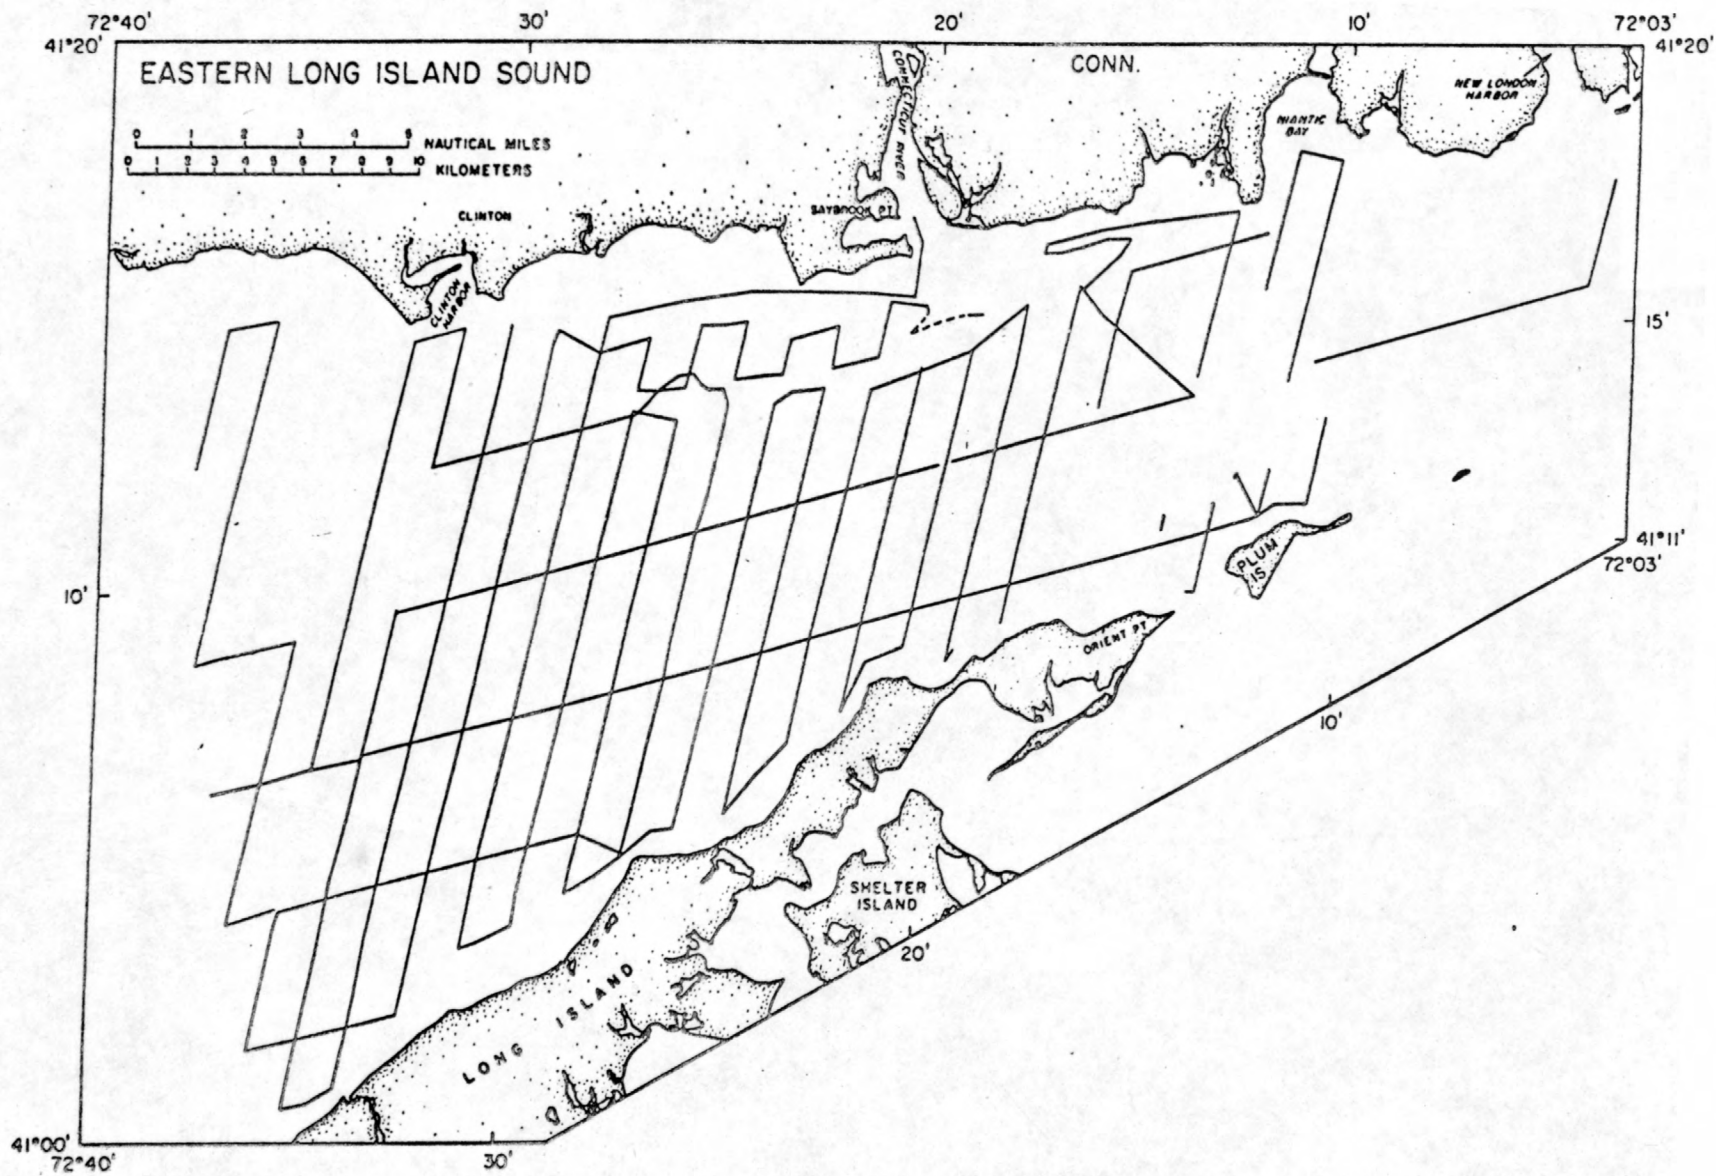 72°40' 30' 20' 10' 72°03'
41°20' 41°20'
EASTERN LONG ISLAND SOUND
CONN.
CONNECTICUT RIVER
NEW LONDON
HARBOR
NIANTIC
BAY
0 1 2 3 4 5 NAUTICAL MILES
0 1 2 3 4 5 6 7 8 9 10 KILOMETERS
CLINTON
SAYBROOK PT.
CLINTON
HARBOR
15'
PLUM
IS.
41°11'
72°03'
10'
ORIENT PT.
10'
SHELTER
ISLAND
20'
LONG ISLAND
41°00'
72°40' 30'